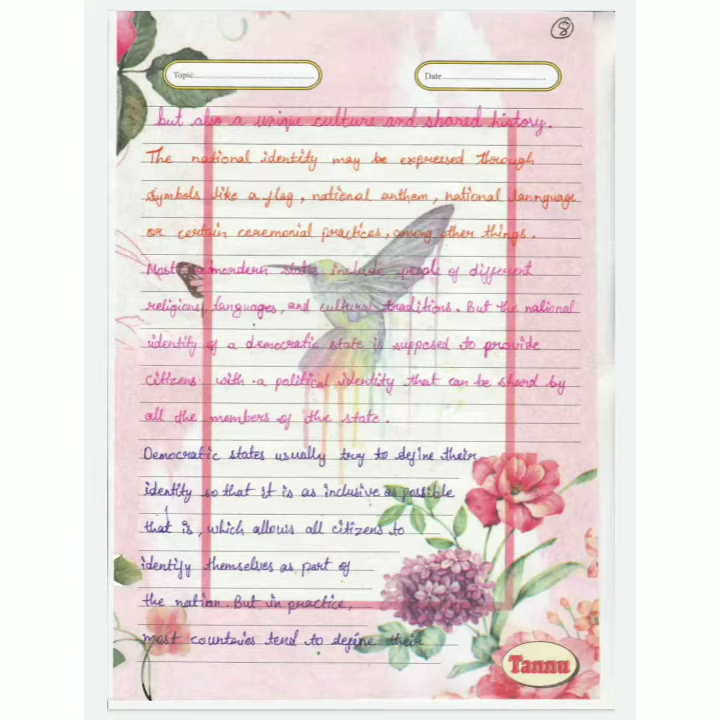 8
Topic
Date
but also a unique culture and shared history.
The national identity may be expressed through
symbols like a flag, national anthem, national lannguage
or certain ceremonial practices, among other things.
Most mordern states include people of different
religions, languages, and cultural traditions. But the national
identity of a democratic state is supposed to provide
citizens with a political identity that can be shard by
all the members of the state.
Democratic states usually try to define their
identity so that it is as inclusive as possible
that is, which allows all citizens to
identify themselves as part of
the nation. But in practice,
most countries tend to define their
Tannu